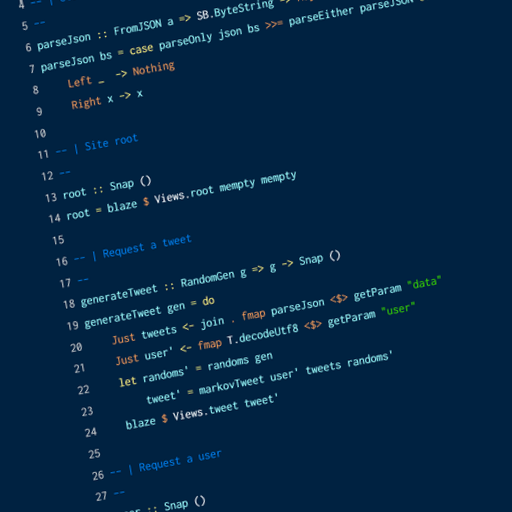 4 -- |
5 --
6 parseJson :: FromJSON a => SB.ByteString ->
7 parseJson bs = case parseOnly json bs >>= parseEither parseJSON
8 Left _ -> Nothing
9 Right x -> x
10
11 -- | Site root
12 --
13 root :: Snap ()
14 root = blaze $ Views.root mempty mempty
15
16 -- | Request a tweet
17 --
18 generateTweet :: RandomGen g => g -> Snap ()
19 generateTweet gen = do
20 Just tweets <- join . fmap parseJson <$> getParam "data"
21 Just user' <- fmap T.decodeUtf8 <$> getParam "user"
22 let randoms' = randoms gen
23 tweet' = markovTweet user' tweets randoms'
24 blaze $ Views.tweet tweet'
25
26 -- | Request a user
27 --
:: Snap ()